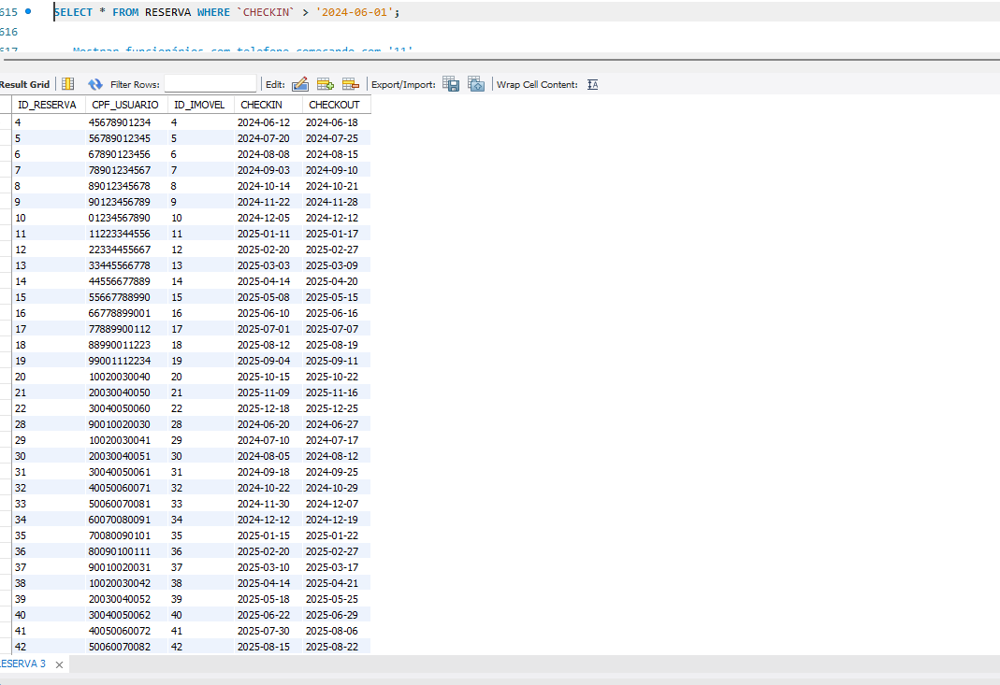 615 SELECT * FROM RESERVA WHERE `CHECKIN` > '2024-06-01';
616
617 Mostrar funcionários com telefone começando com '11'
Result Grid Filter Rows: Edit: Export/Import: Wrap Cell Content: IA
ID_RESERVA CPF_USUARIO ID_IMOVEL CHECKIN CHECKOUT
4 45678901234 4 2024-06-12 2024-06-18
5 56789012345 5 2024-07-20 2024-07-25
6 67890123456 6 2024-08-08 2024-08-15
7 78901234567 7 2024-09-03 2024-09-10
8 89012345678 8 2024-10-14 2024-10-21
9 90123456789 9 2024-11-22 2024-11-28
10 01234567890 10 2024-12-05 2024-12-12
11 11223344556 11 2025-01-11 2025-01-17
12 22334455667 12 2025-02-20 2025-02-27
13 33445566778 13 2025-03-03 2025-03-09
14 44556677889 14 2025-04-14 2025-04-20
15 55667788990 15 2025-05-08 2025-05-15
16 66778899001 16 2025-06-10 2025-06-16
17 77889900112 17 2025-07-01 2025-07-07
18 88990011223 18 2025-08-12 2025-08-19
19 99001112234 19 2025-09-04 2025-09-11
20 10020030040 20 2025-10-15 2025-10-22
21 20030040050 21 2025-11-09 2025-11-16
22 30040050060 22 2025-12-18 2025-12-25
28 90010020030 28 2024-06-20 2024-06-27
29 10020030041 29 2024-07-10 2024-07-17
30 20030040051 30 2024-08-05 2024-08-12
31 30040050061 31 2024-09-18 2024-09-25
32 40050060071 32 2024-10-22 2024-10-29
33 50060070081 33 2024-11-30 2024-12-07
34 60070080091 34 2024-12-12 2024-12-19
35 70080090101 35 2025-01-15 2025-01-22
36 80090100111 36 2025-02-20 2025-02-27
37 90010020031 37 2025-03-10 2025-03-17
38 10020030042 38 2025-04-14 2025-04-21
39 20030040052 39 2025-05-18 2025-05-25
40 30040050062 40 2025-06-22 2025-06-29
41 40050060072 41 2025-07-30 2025-08-06
42 50060070082 42 2025-08-15 2025-08-22
ESERVA 3